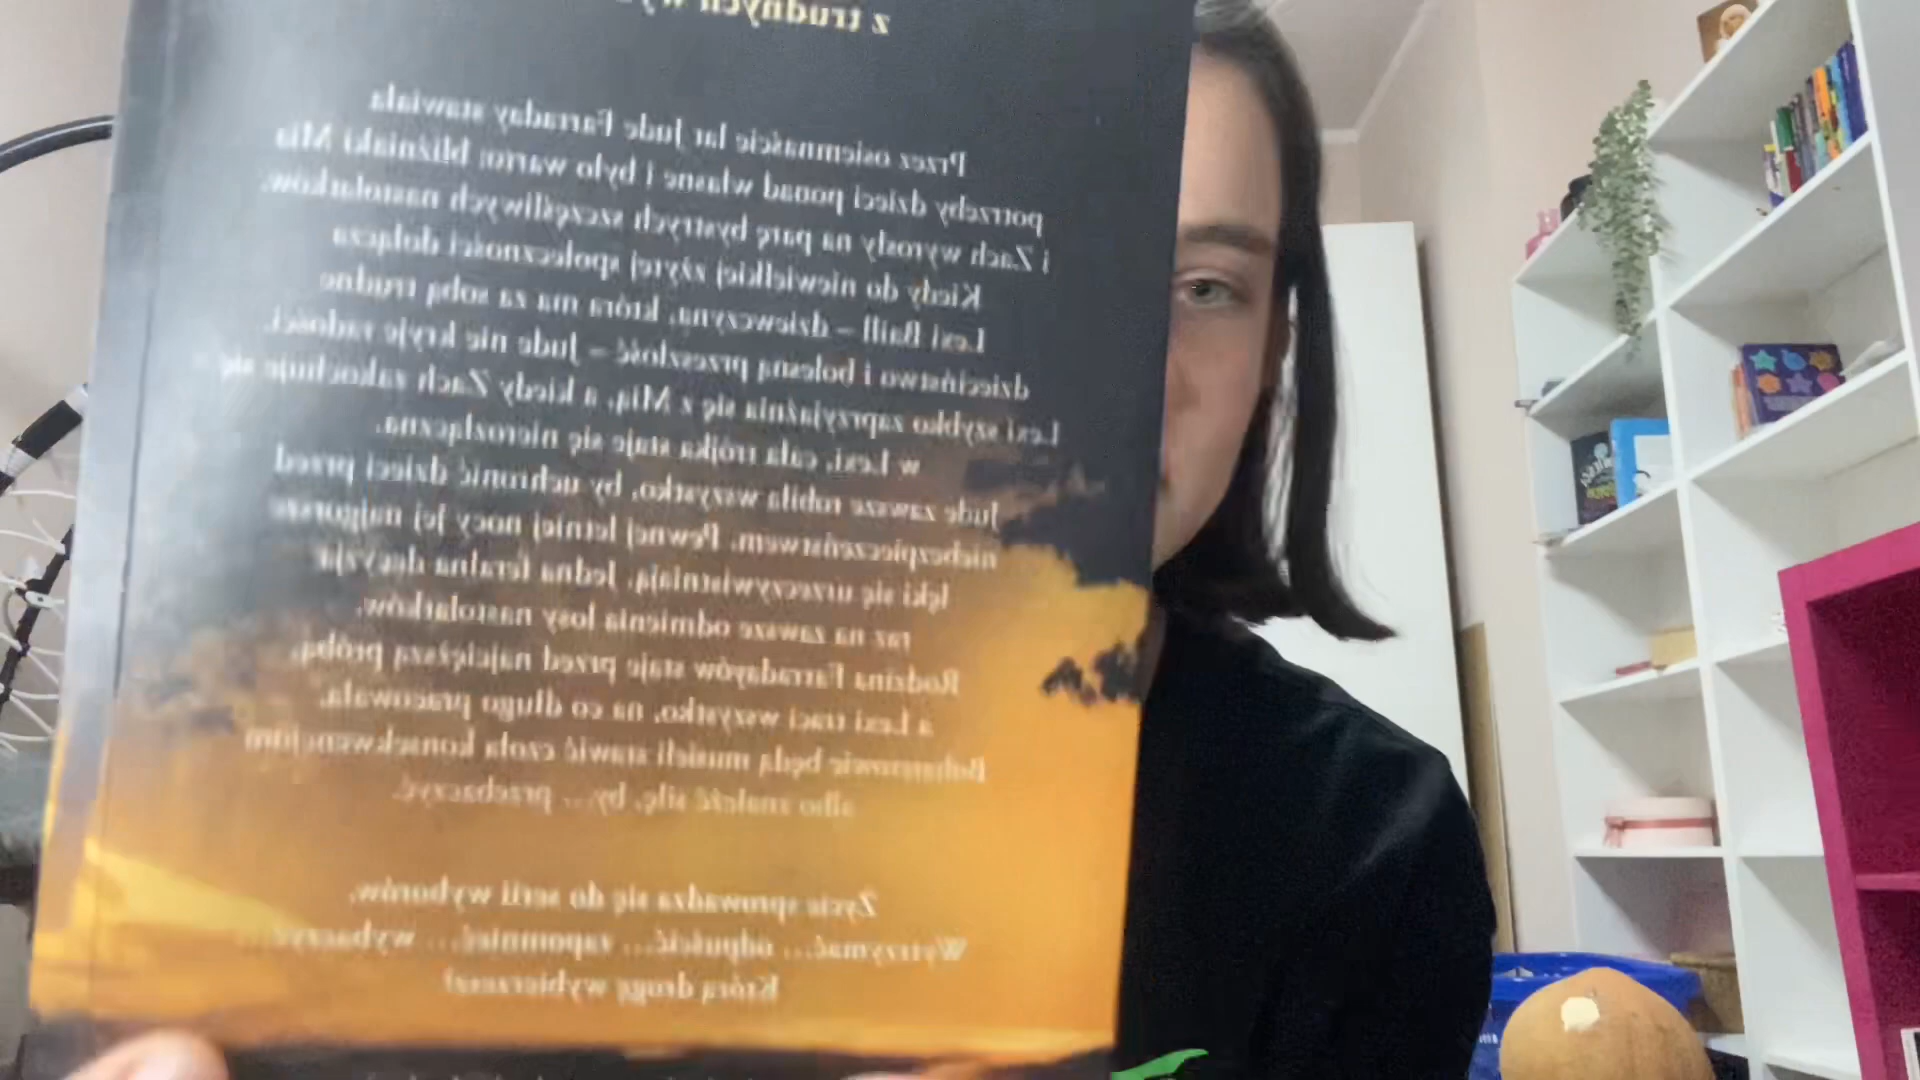 z trudnych
Przez osiemnaście lat Jude Farraday stawiała
potrzeby dzieci ponad własne i było warto: bliźniaki Mia
i Zach wyrosły na parę bystrych szczęśliwych nastolatków.
Kiedy do niewielkiej zżytej społeczności dołącza
Lexi Baill – dziewczyna, która ma za sobą trudne
dzieciństwo i bolesną przeszłość – Jude nie kryje radości.
Lexi szybko zaprzyjaźnia się z Mią, a kiedy Zach zakochuje się
w Lexi, cała trójka staje się nierozłączna.
Jude zawsze robiła wszystko, by uchronić dzieci przed
niebezpieczeństwem. Pewnej letniej nocy jej najgorsze
lęki się urzeczywistniają. Jedna feralna decyzja
raz na zawsze odmienia losy nastolatków.
Rodzina Farradayów staje przed najcięższą próbą,
a Lexi traci wszystko, na co długo pracowała.
Bohaterowie będą musieli stawić czoła konsekwencjom
albo znaleźć siłę, by... przebaczyć.
Życie sprowadza się do serii wyborów.
Wytrzymać... odpuścić... zapomnieć... wybaczyć...
Którą drogę wybierzesz?